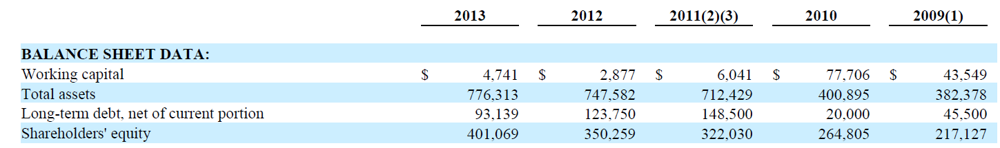 2013 2012 2011(2)(3) 2010 2009(1)
BALANCE SHEET DATA:
Working capital $ 4,741 $ 2,877 $ 6,041 $ 77,706 $ 43,549
Total assets 776,313 747,582 712,429 400,895 382,378
Long-term debt, net of current portion 93,139 123,750 148,500 20,000 45,500
Shareholders' equity 401,069 350,259 322,030 264,805 217,127